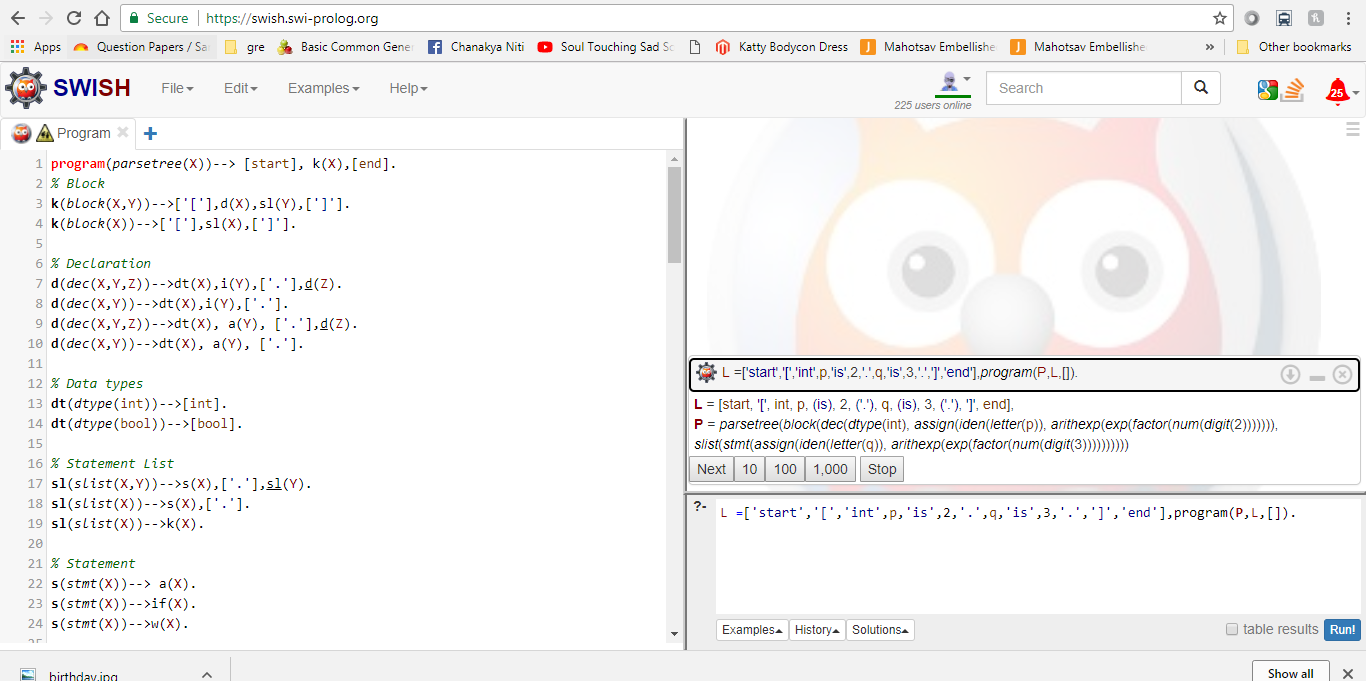 Secure https://swish.swi-prolog.org
Apps Question Papers / Sa gre Basic Common Gene Chanakya Niti Soul Touching Sad So Katty Bodycon Dress Mahotsav Embellishe Mahotsav Embellishe » Other bookmarks
SWISH File Edit Examples Help 225 users online Search 25
Program
1 program(parsetree(X))--> [start], k(X),[end].
2 % Block
3 k(block(X,Y))-->['['],d(X),sl(Y),[']'].
4 k(block(X))-->['['],sl(X),[']'].
5
6 % Declaration
7 d(dec(X,Y,Z))-->dt(X),i(Y),['.'],d(Z).
8 d(dec(X,Y))-->dt(X),i(Y),['.'].
9 d(dec(X,Y,Z))-->dt(X), a(Y), ['.'],d(Z).
10 d(dec(X,Y))-->dt(X), a(Y), ['.'].
11
12 % Data types
13 dt(dtype(int))-->[int].
14 dt(dtype(bool))-->[bool].
15
16 % Statement List
17 sl(slist(X,Y))-->s(X),['.'],sl(Y).
18 sl(slist(X))-->s(X),['.'].
19 sl(slist(X))-->k(X).
20
21 % Statement
22 s(stmt(X))--> a(X).
23 s(stmt(X))-->if(X).
24 s(stmt(X))-->w(X).
L =['start','[','int',p,'is',2,'.',q,'is',3,'.',']','end'],program(P,L,[]).
L = [start, '[', int, p, (is), 2, ('.'), q, (is), 3, ('.'), ']', end],
P = parsetree(block(dec(dtype(int), assign(iden(letter(p)), arithexp(exp(factor(num(digit(2))))))),
slist(stmt(assign(iden(letter(q)), arithexp(exp(factor(num(digit(3))))))))))
Next 10 100 1,000 Stop
?- L =['start','[','int',p,'is',2,'.',q,'is',3,'.',']','end'],program(P,L,[]).
Examples History Solutions table results Run!
birthday.jpg Show all